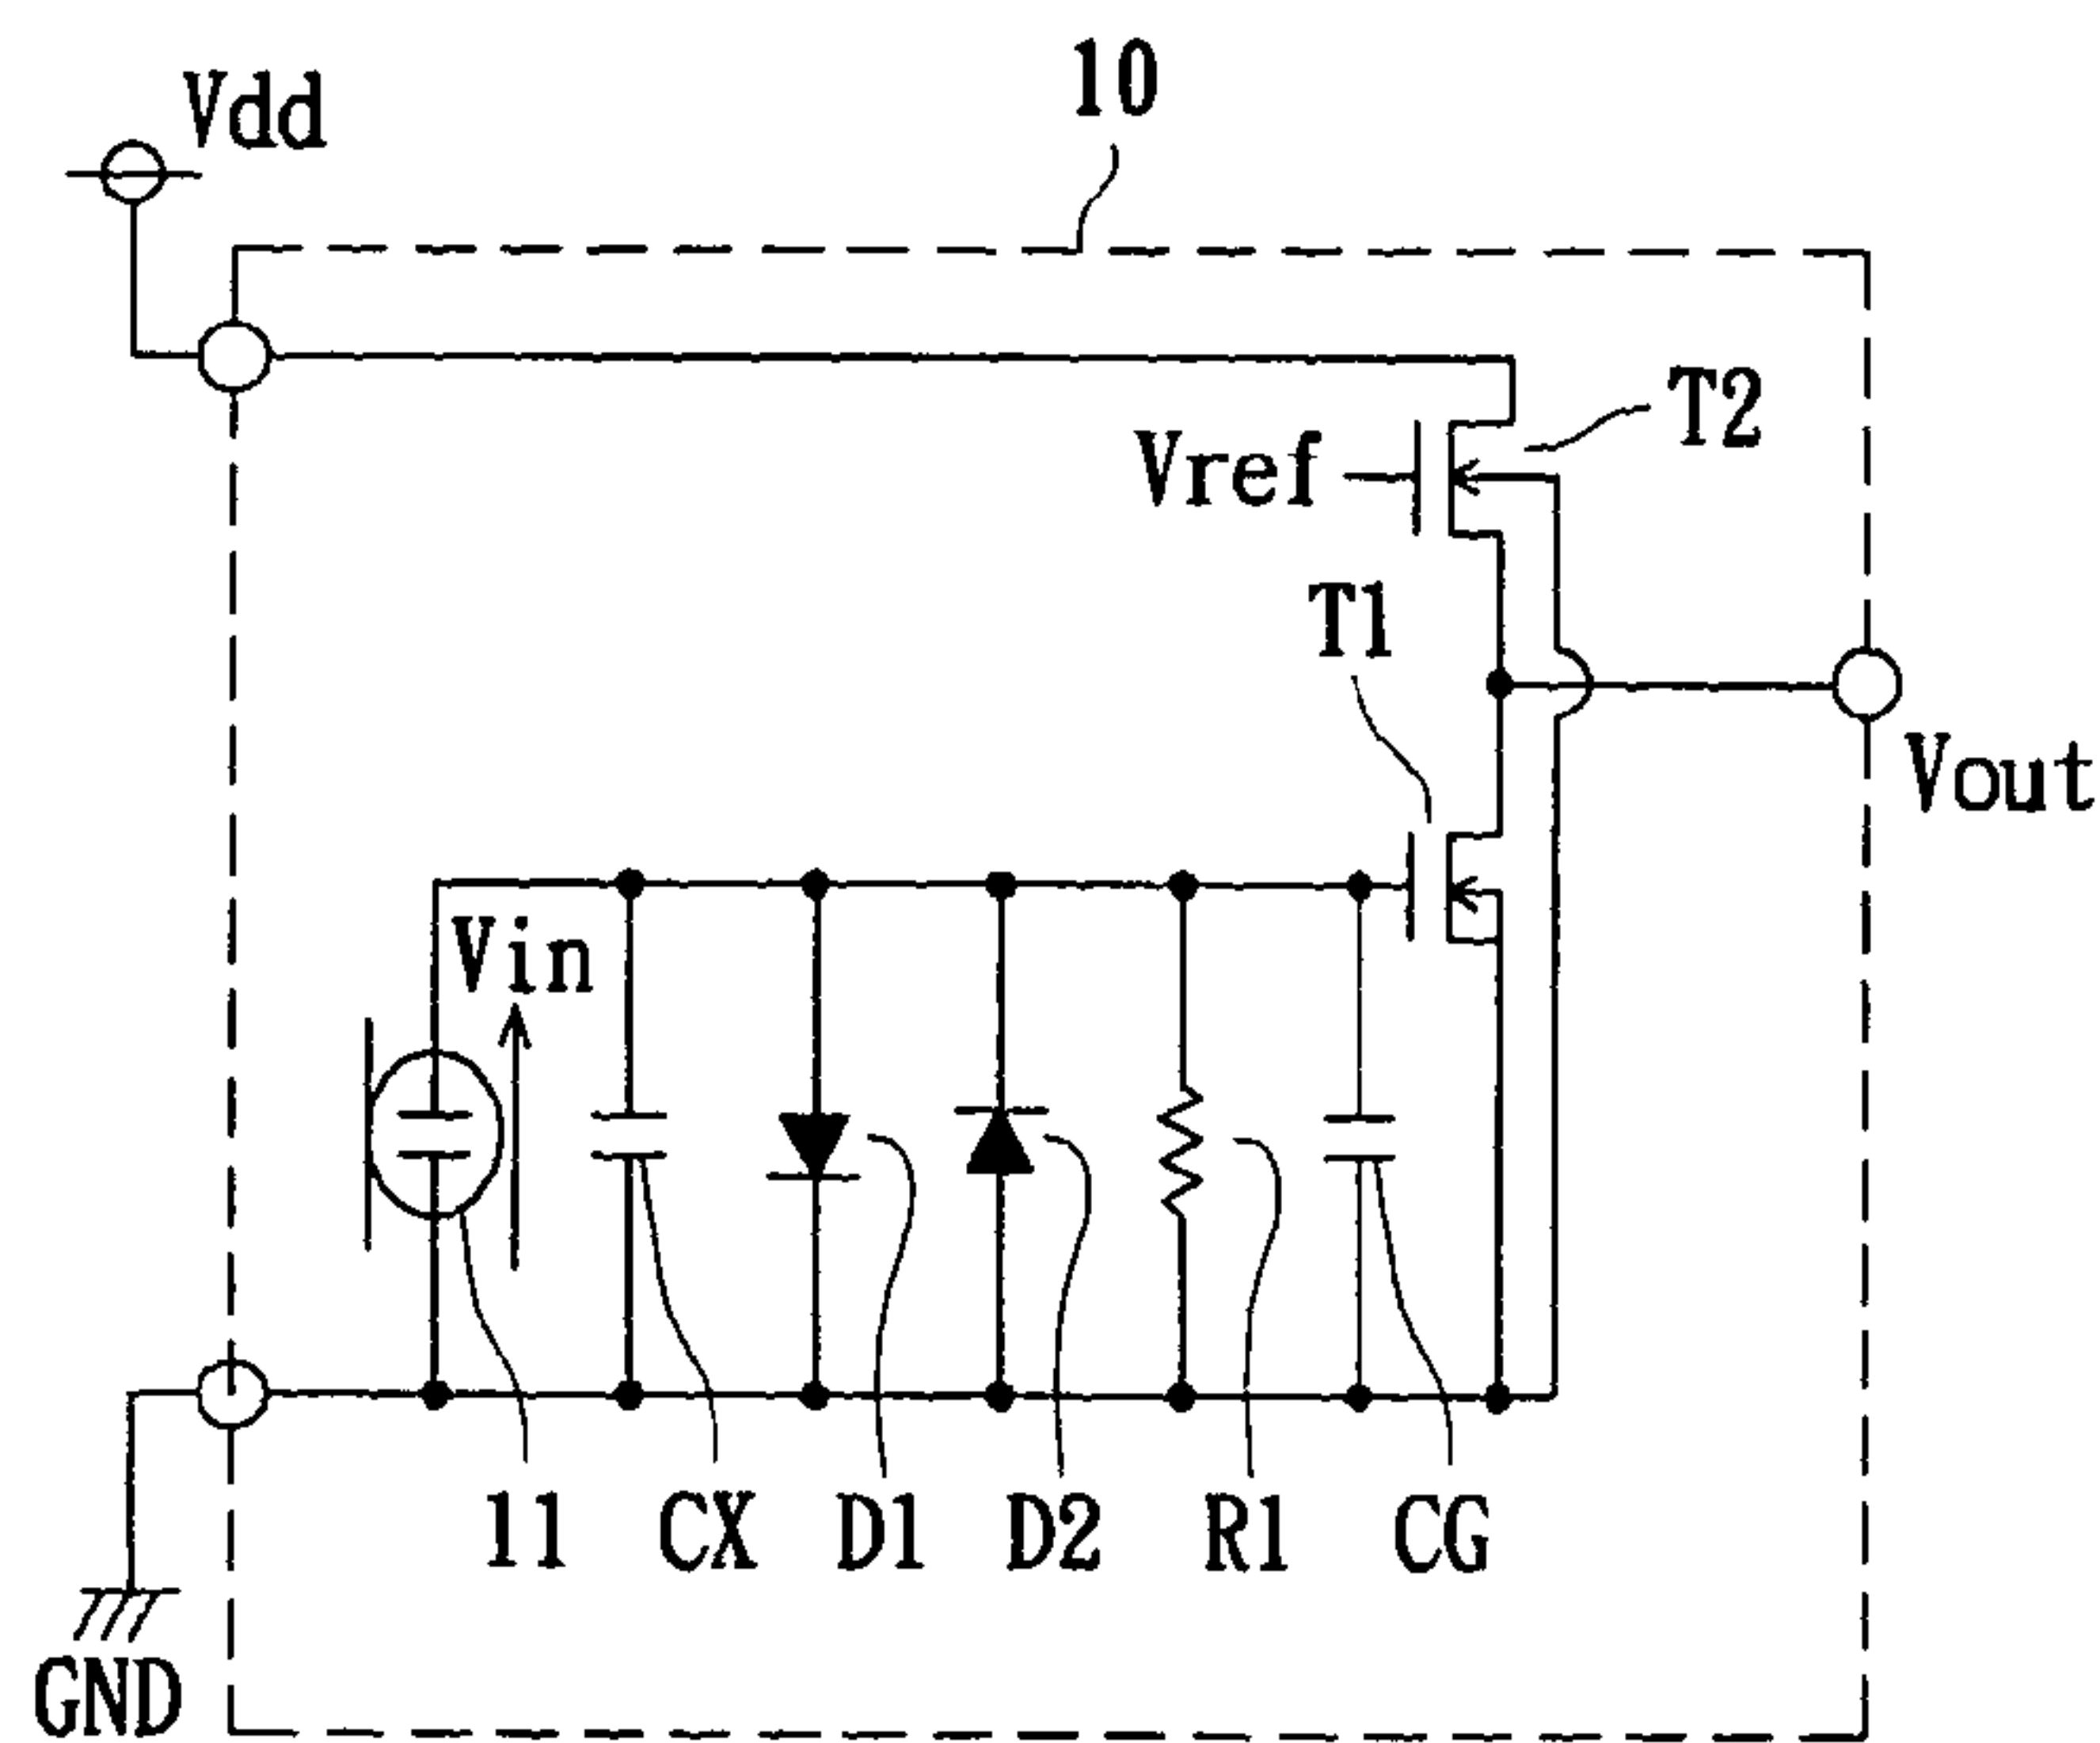 10
Vdd
T2
Vref
T1
Vout
Vin
11 CX D1 D2 R1 CG
GND